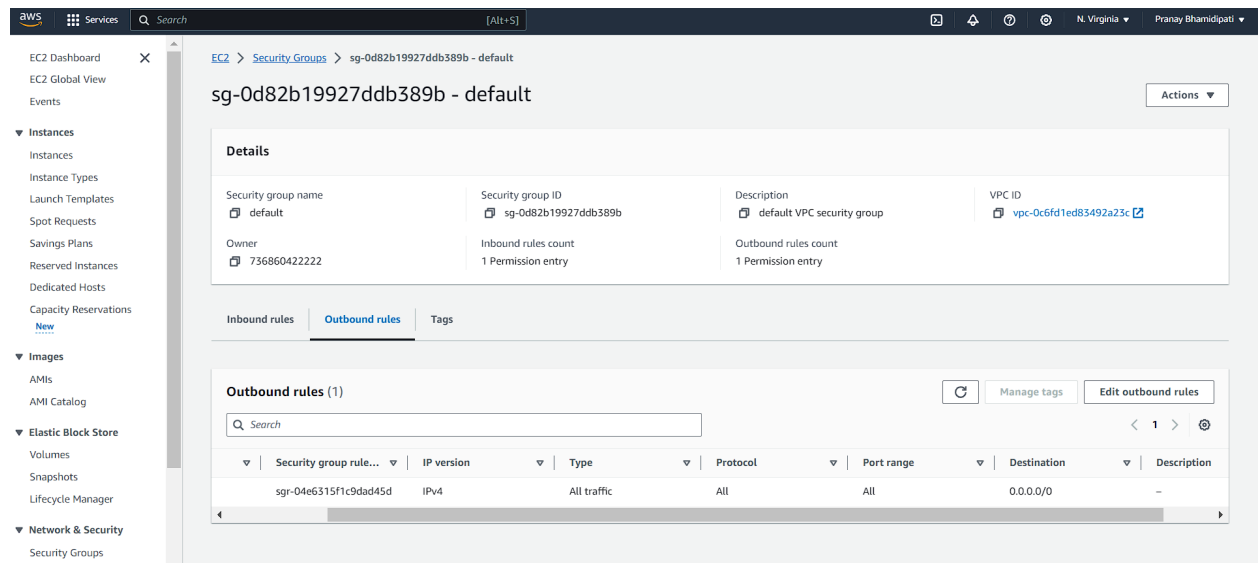 aws Services Search [Alt+S] N. Virginia Pranay Bhamidipati
EC2 Dashboard
EC2 Global View
Events
Instances
Instances
Instance Types
Launch Templates
Spot Requests
Savings Plans
Reserved Instances
Dedicated Hosts
Capacity Reservations
New
Images
AMIs
AMI Catalog
Elastic Block Store
Volumes
Snapshots
Lifecycle Manager
Network & Security
Security Groups
EC2 > Security Groups > sg-0d82b19927ddb389b - default
sg-0d82b19927ddb389b - default
Actions
Details
Security group name Security group ID Description VPC ID
default sg-0d82b19927ddb389b default VPC security group vpc-0c6fd1ed83492a23c
Owner Inbound rules count Outbound rules count
736860422222 1 Permission entry 1 Permission entry
Inbound rules Outbound rules Tags
Outbound rules (1) Manage tags Edit outbound rules
Search 1
Security group rule... IP version Type Protocol Port range Destination Description
sgr-04e6315f1c9dad45d IPv4 All traffic All All 0.0.0.0/0 –